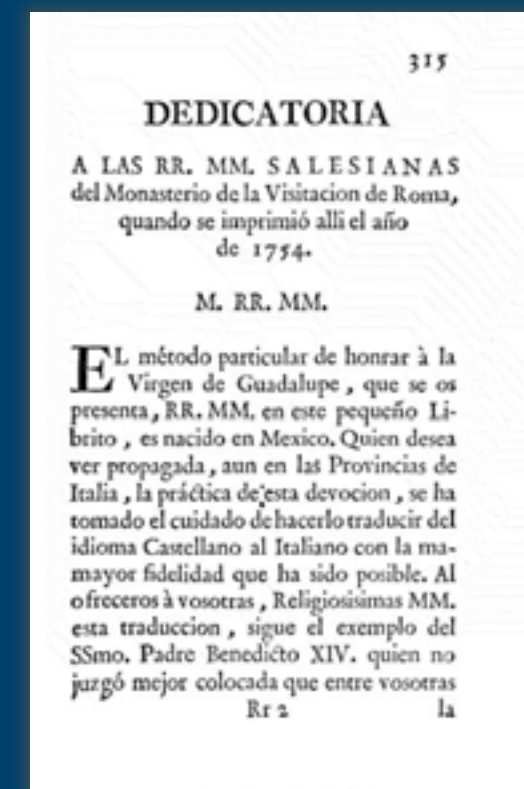 315
DEDICATORIA
A LAS RR. MM. SALESIANAS
del Monasterio de la Visitacion de Roma,
quando se imprimió alli el año
de 1754.
M. RR. MM.
EL método particular de honrar à la
Virgen de Guadalupe, que se os
presenta, RR. MM. en este pequeño Li-
brito, es nacido en Mexico. Quien desea
ver propagada, aun en las Provincias de
Italia, la práctica de esta devocion, se ha
tomado el cuidado de hacerlo traducir del
idioma Castellano al Italiano con la ma-
mayor fidelidad que ha sido posible. Al
ofreceros à vosotras, Religiosisimas MM.
esta traduccion, sigue el exemplo del
SSmo. Padre Benedicto XIV. quien no
juzgó mejor colocada que entre vosotras
Rr 2 la